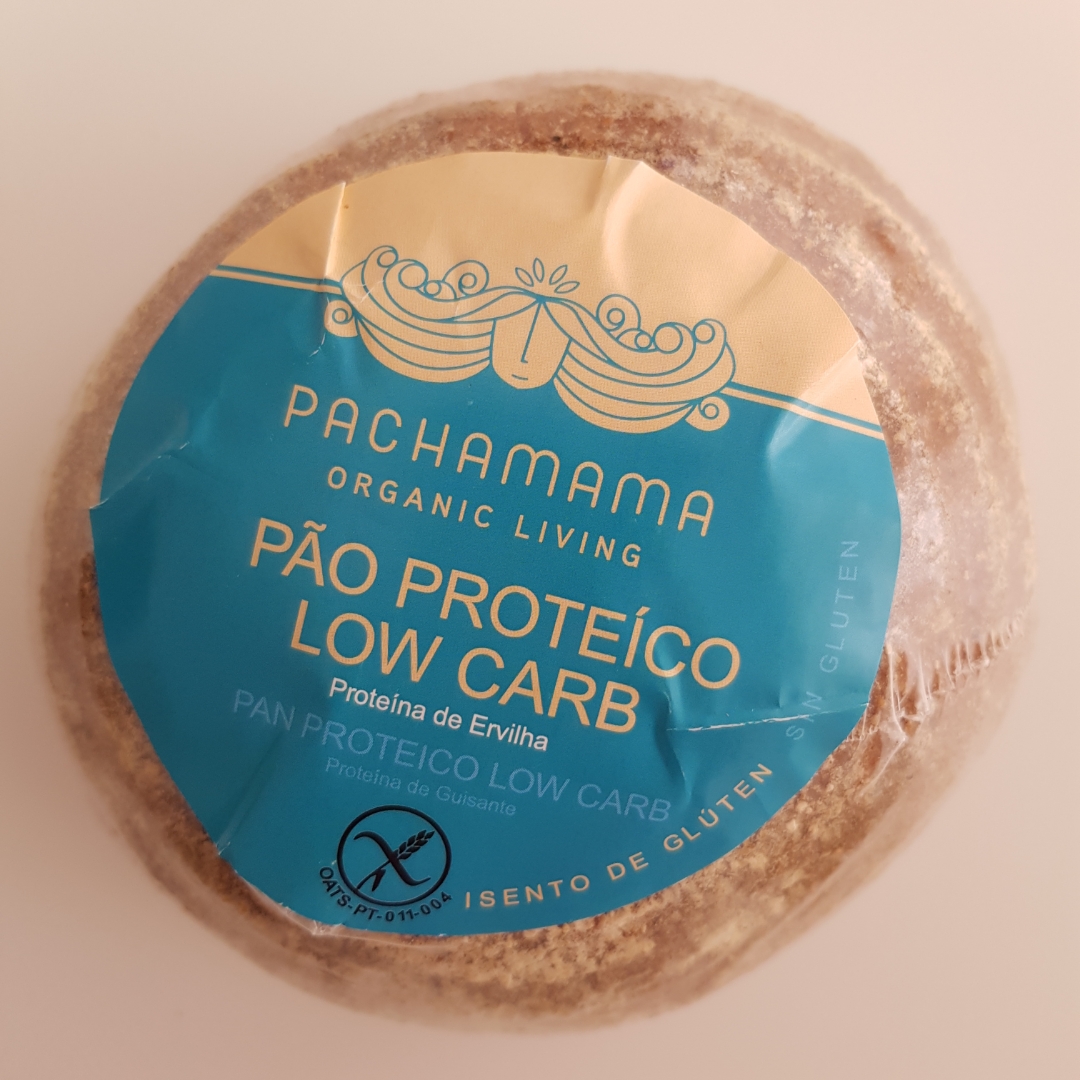 PACHAMAMA
ORGANIC LIVING
PÃO PROTEÍCO
LOW CARB
Proteína de Ervilha
PAN PROTEICO LOW CARB
Proteína de Guisante
OATS-PT-011-004
ISENTO DE GLÚTEN
SIN GLUTEN